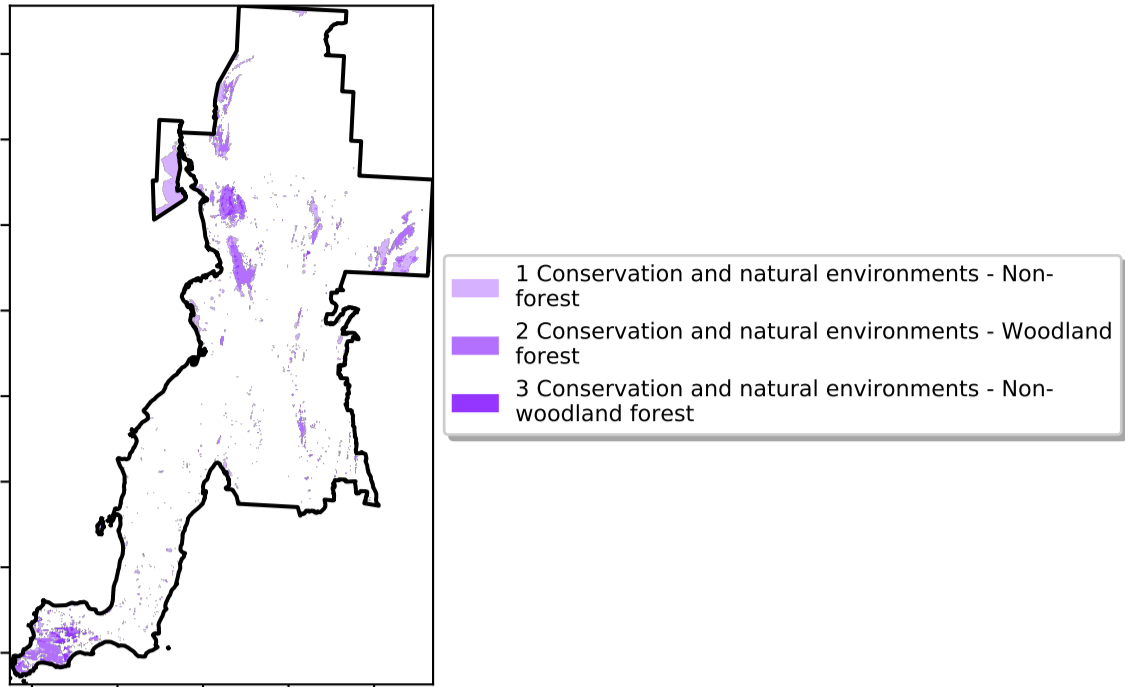 1 Conservation and natural environments - Non-
forest
2 Conservation and natural environments - Woodland
forest
3 Conservation and natural environments - Non-
woodland forest